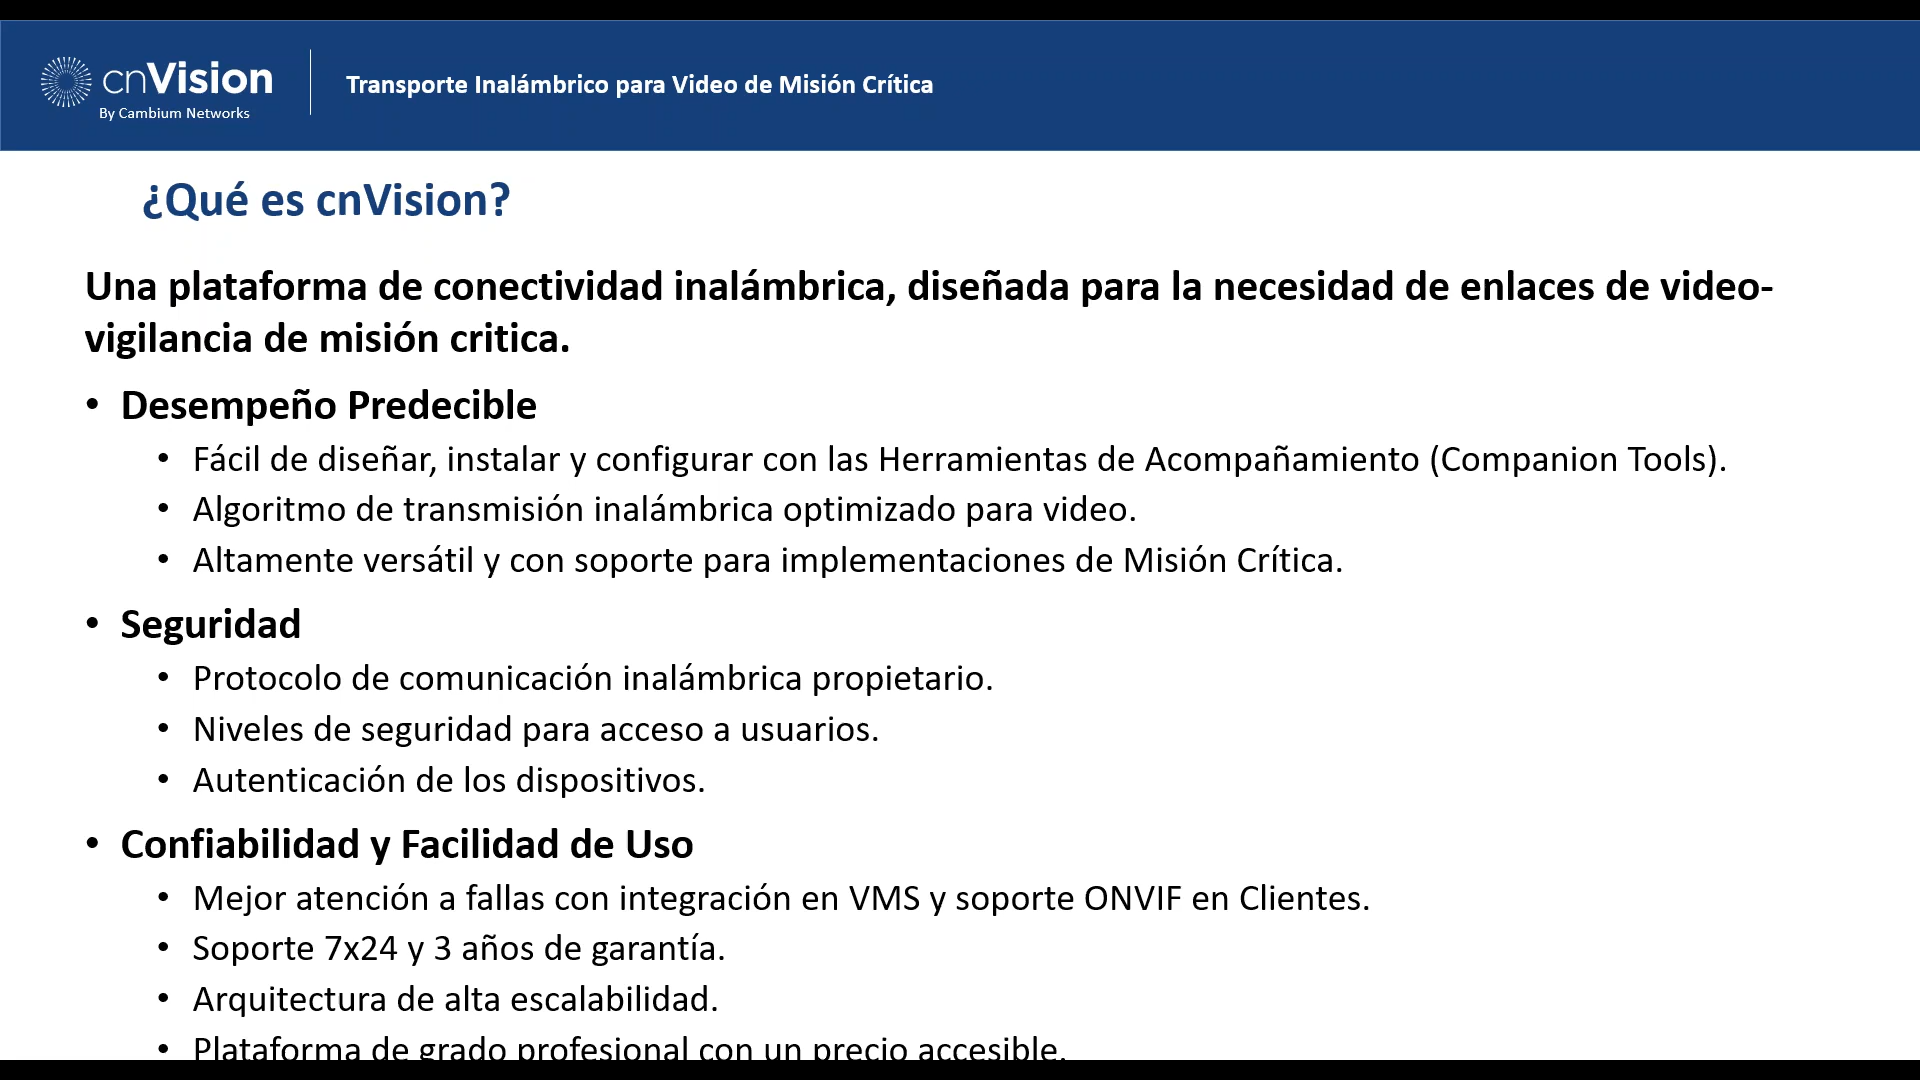 cnVision
By Cambium Networks
Transporte Inalámbrico para Video de Misión Crítica
¿Qué es cnVision?
Una plataforma de conectividad inalámbrica, diseñada para la necesidad de enlaces de video-
vigilancia de misión critica.
• Desempeño Predecible
• Fácil de diseñar, instalar y configurar con las Herramientas de Acompañamiento (Companion Tools).
• Algoritmo de transmisión inalámbrica optimizado para video.
• Altamente versátil y con soporte para implementaciones de Misión Crítica.
• Seguridad
• Protocolo de comunicación inalámbrica propietario.
• Niveles de seguridad para acceso a usuarios.
• Autenticación de los dispositivos.
• Confiabilidad y Facilidad de Uso
• Mejor atención a fallas con integración en VMS y soporte ONVIF en Clientes.
• Soporte 7x24 y 3 años de garantía.
• Arquitectura de alta escalabilidad.
• Plataforma de grado profesional con un precio accesible.